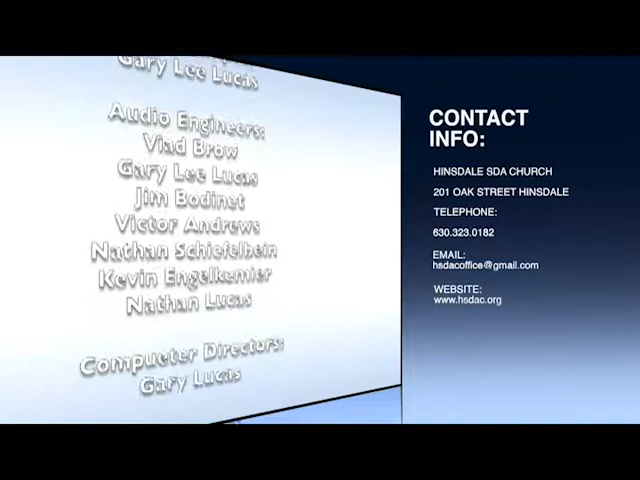 Gary Lee Lucas
Audio Engineers:
Vlad Brow
Gary Lee Lucas
Jim Bodinet
Victor Andrews
Nathan Schiefelbein
Kevin Engelkemier
Nathan Lucas
Compueter Directors:
Gary Lucas
CONTACT
INFO:
HINSDALE SDA CHURCH
201 OAK STREET HINSDALE
TELEPHONE:
630.323.0182
EMAIL:
hsdacoffice@gmail.com
WEBSITE:
www.hsdac.org